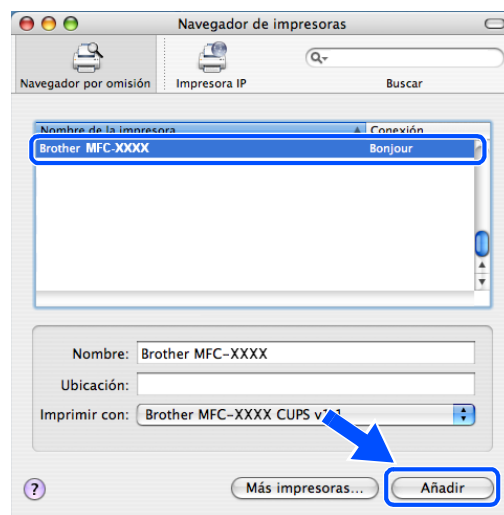 Navegador de impresoras
Navegador por omisión Impresora IP Buscar
Nombre de la impresora Conexión
Brother MFC-XXXX Bonjour
Nombre: Brother MFC-XXXX
Ubicación:
Imprimir con: Brother MFC-XXXX CUPS
? Más impresoras... Añadir